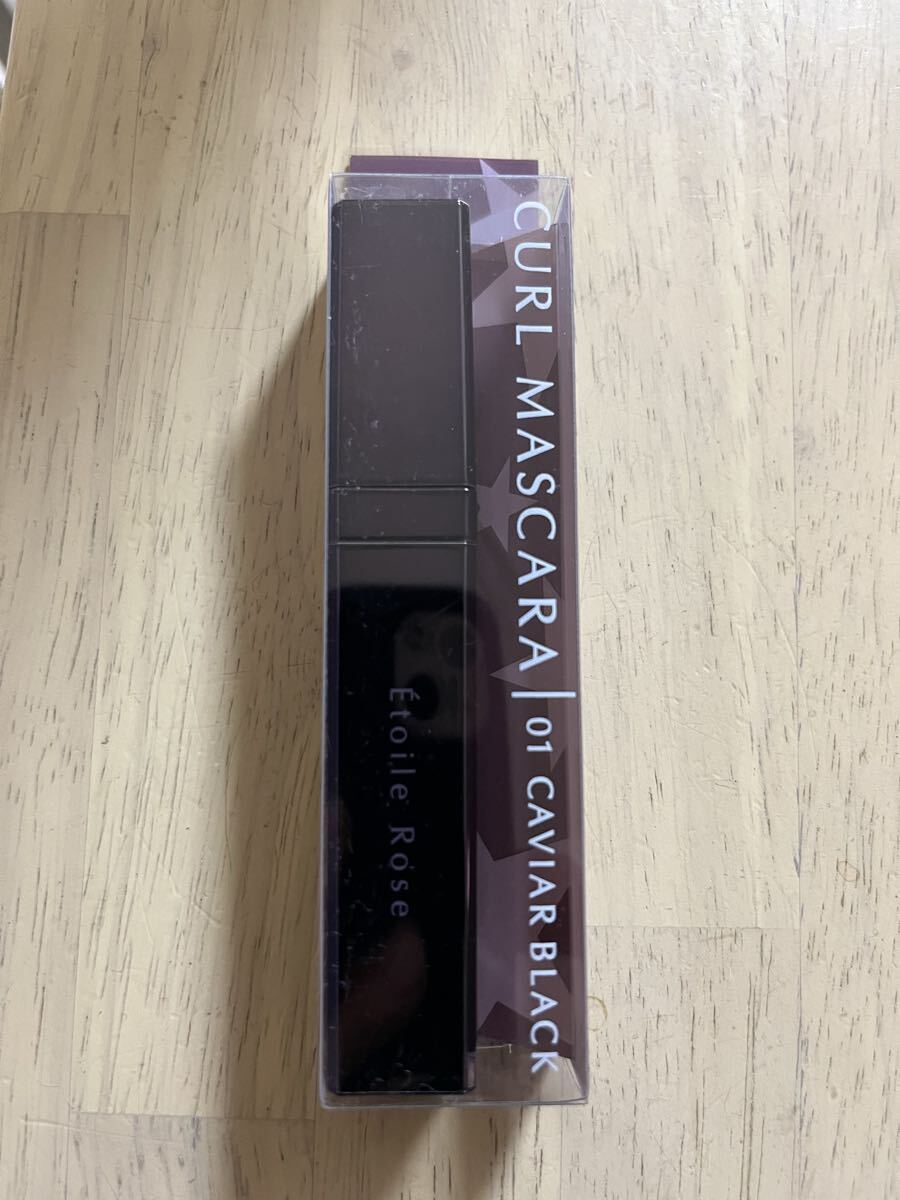 CURL MASCARA | 01 CAVIAR BLACK
Étoile Rose